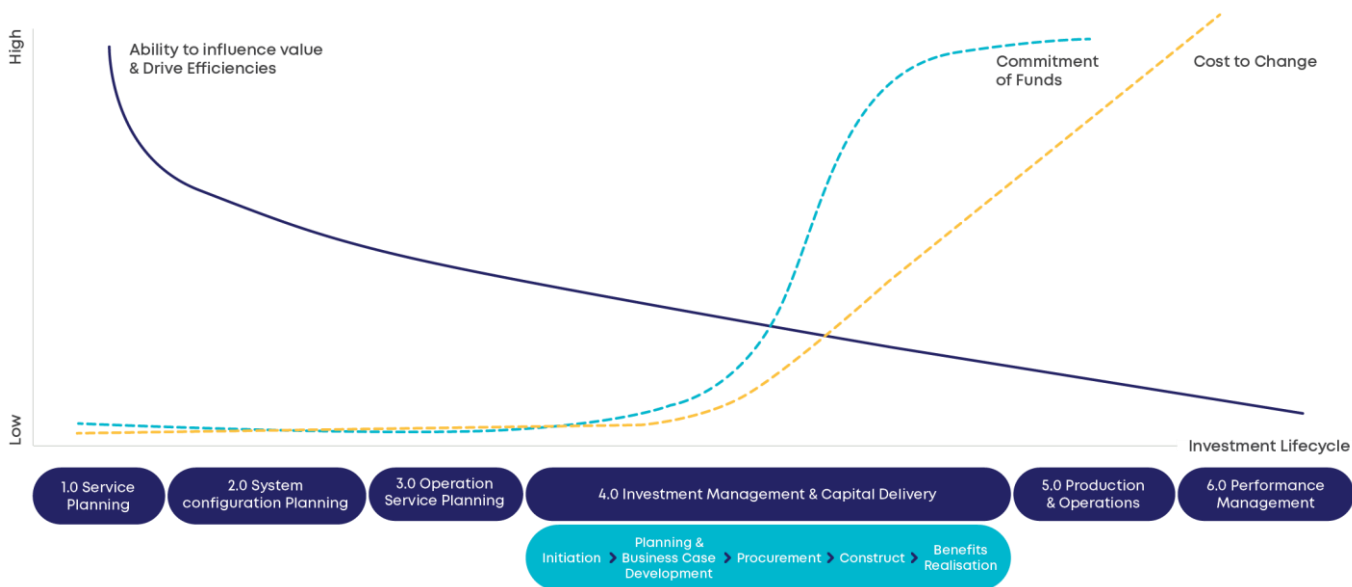 High
Ability to influence value
& Drive Efficiencies
Commitment
of Funds
Cost to Change
Low
Investment Lifecycle
1.0 Service
Planning
2.0 System
configuration Planning
3.0 Operation
Service Planning
4.0 Investment Management & Capital Delivery
5.0 Production
& Operations
6.0 Performance
Management
Initiation
Planning &
Business Case
Development
Procurement
Construct
Benefits
Realisation